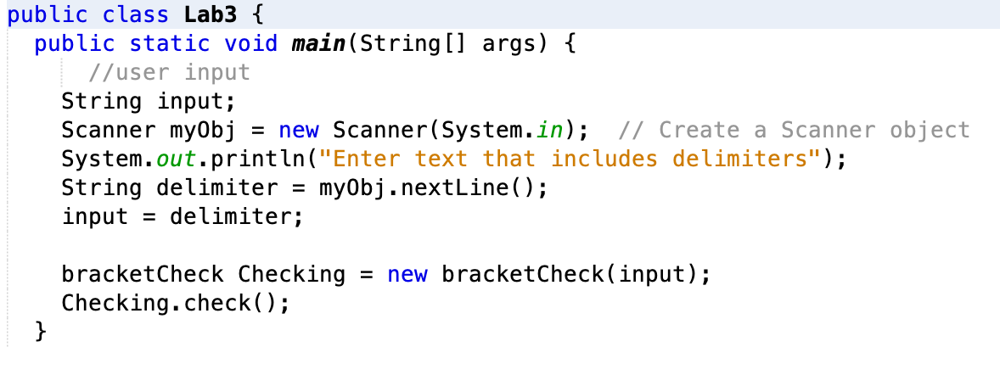 public class Lab3 {
  public static void main(String[] args) {
      //user input
    String input;
    Scanner myObj = new Scanner(System.in);  // Create a Scanner object
    System.out.println("Enter text that includes delimiters");
    String delimiter = myObj.nextLine();
    input = delimiter;

    bracketCheck Checking = new bracketCheck(input);
    Checking.check();
  }